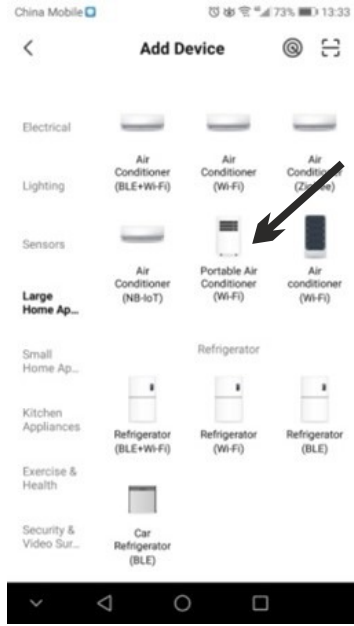 China Mobile 73% 13:33
Add Device
Electrical
Lighting
Sensors
Large
Home Ap...
Small
Home Ap...
Kitchen
Appliances
Exercise &
Health
Security &
Video Sur...
Air
Conditioner
(BLE+Wi-Fi)
Air
Conditioner
(Wi-Fi)
Air
Air
Conditioner
(NB-IoT)
Portable Air
Conditioner
(Wi-Fi)
Air
conditioner
(Wi-Fi)
Refrigerator
Refrigerator
(BLE+Wi-Fi)
Refrigerator
(Wi-Fi)
Refrigerator
(BLE)
Car
Refrigerator
(BLE)